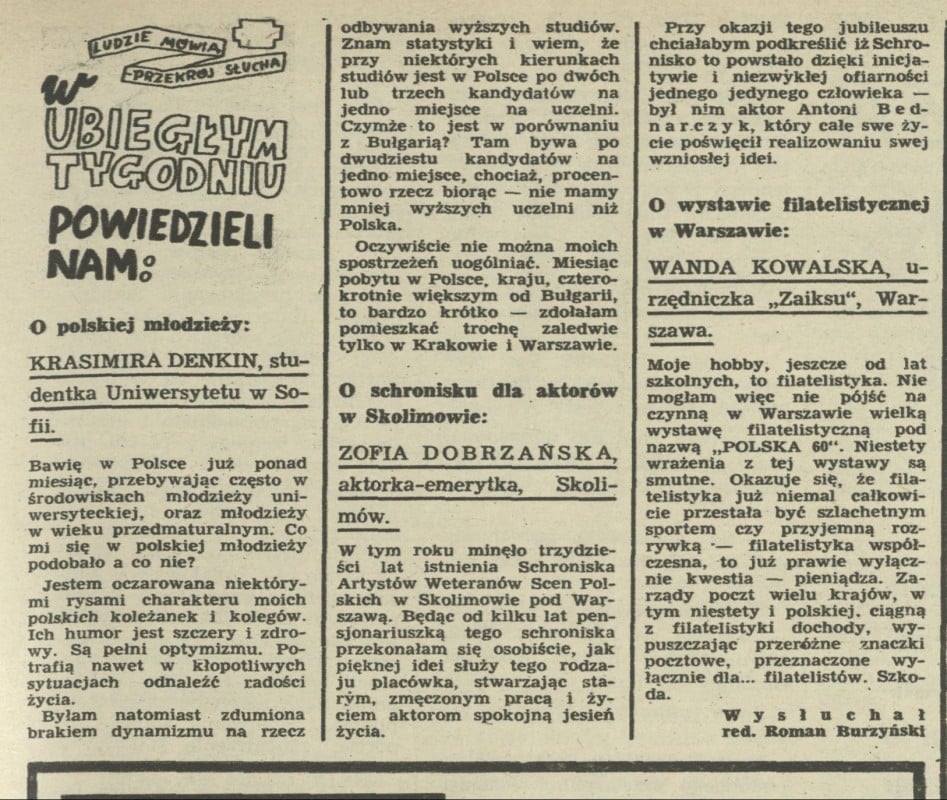 LUDZIE MÓWIĄ
PRZEKRÓJ SŁUCHA
W
UBIEGŁYM
TYGODNIU
POWIEDZIELI
NAM:
O polskiej młodzieży:
KRASIMIRA DENKIN, stu-
dentka Uniwersytetu w So-
fii.
Bawię w Polsce już ponad
miesiąc, przebywając często w
środowiskach młodzieży uni-
wersyteckiej, oraz młodzieży
w wieku przedmaturalnym. Co
mi się w polskiej młodzieży
podobało a co nie?
Jestem oczarowana niektóry-
mi rysami charakteru moich
polskich koleżanek i kolegów.
Ich humor jest szczery i zdro-
wy. Są pełni optymizmu. Po-
trafią nawet w kłopotliwych
sytuacjach odnaleźć radości
życia.
Byłam natomiast zdumiona
brakiem dynamizmu na rzecz
odbywania wyższych studiów.
Znam statystyki i wiem, że
przy niektórych kierunkach
studiów jest w Polsce po dwóch
lub trzech kandydatów na
jedno miejsce na uczelni.
Czymże to jest w porównaniu
z Bułgarią? Tam bywa po
dwudziestu kandydatów na
jedno miejsce, chociaż, procen-
towo rzecz biorąc — nie mamy
mniej wyższych uczelni niż
Polska.
Oczywiście nie można moich
spostrzeżeń uogólniać. Miesiąc
pobytu w Polsce, kraju, cztero-
krotnie większym od Bułgarii,
to bardzo krótko — zdołałam
pomieszkać trochę zaledwie
tylko w Krakowie i Warszawie.
O schronisku dla aktorów
w Skolimowie:
ZOFIA DOBRZAŃSKA,
aktorka-emerytka, Skoli-
mów.
W tym roku minęło trzydzie-
ści lat istnienia Schroniska
Artystów Weteranów Scen Pol-
skich w Skolimowie pod War-
szawą. Będąc od kilku lat pen-
sjonariuszką tego schroniska
przekonałam się osobiście, jak
pięknej idei służy tego rodza-
ju placówka, stwarzając sta-
rym, zmęczonym pracą i ży-
ciem aktorom spokojną jesień
życia.
Przy okazji tego jubileuszu
chciałabym podkreślić iż Schro-
nisko to powstało dzięki inicja-
tywie i niezwykłej ofiarności
jednego jedynego człowieka —
był nim aktor Antoni Bed-
narczyk, który całe swe ży-
cie poświęcił realizowaniu swej
wzniosłej idei.
O wystawie filatelistycznej
w Warszawie:
WANDA KOWALSKA, u-
rzędniczka „Zaiksu“, War-
szawa.
Moje hobby, jeszcze od lat
szkolnych, to filatelistyka. Nie
mogłam więc nie pójść na
czynną w Warszawie wielką
wystawę filatelistyczną pod
nazwą „POLSKA 60“. Niestety
wrażenia z tej wystawy są
smutne. Okazuje się, że fila-
telistyka już niemal całkowi-
cie przestała być szlachetnym
sportem czy przyjemną roz-
rywką — filatelistyka współ-
czesna, to już prawie wyłącz-
nie kwestia — pieniądza. Za-
rządy poczt wielu krajów, w
tym niestety i polskiej, ciągną
z filatelistyki dochody, wy-
puszczając przeróżne znaczki
pocztowe, przeznaczone wy-
łącznie dla... filatelistów. Szko-
da.
Wysłuchał
red. Roman Burzyński